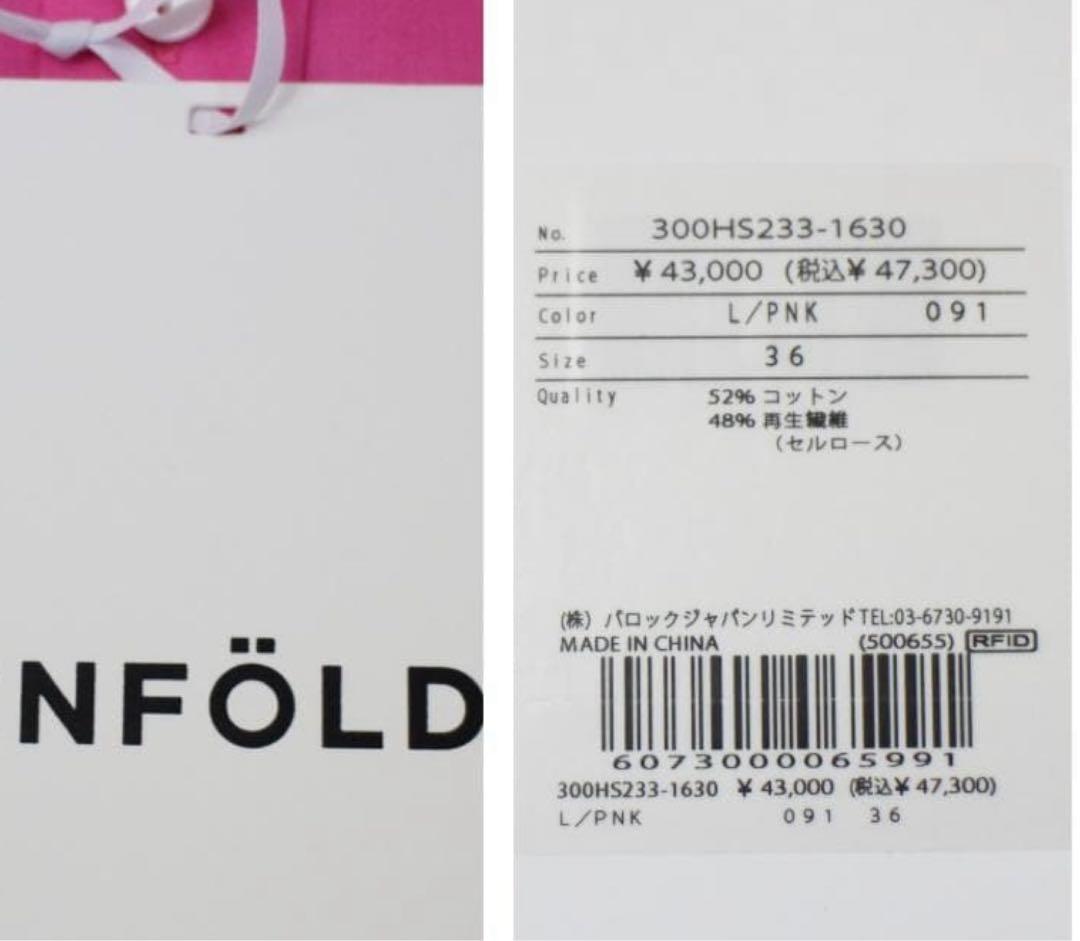 NFÖLD
No. 300HS233-1630
Price ¥43,000 (税込¥47,300)
Color L/PNK 091
Size 36
Quality 52% コットン
48% 再生繊維
(セルロース)
(株) バロックジャパンリミテッド TEL:03-6730-9191
MADE IN CHINA (500655) RFID
6073000065991
300HS233-1630 ¥43,000 (税込¥47,300)
L/PNK 091 36